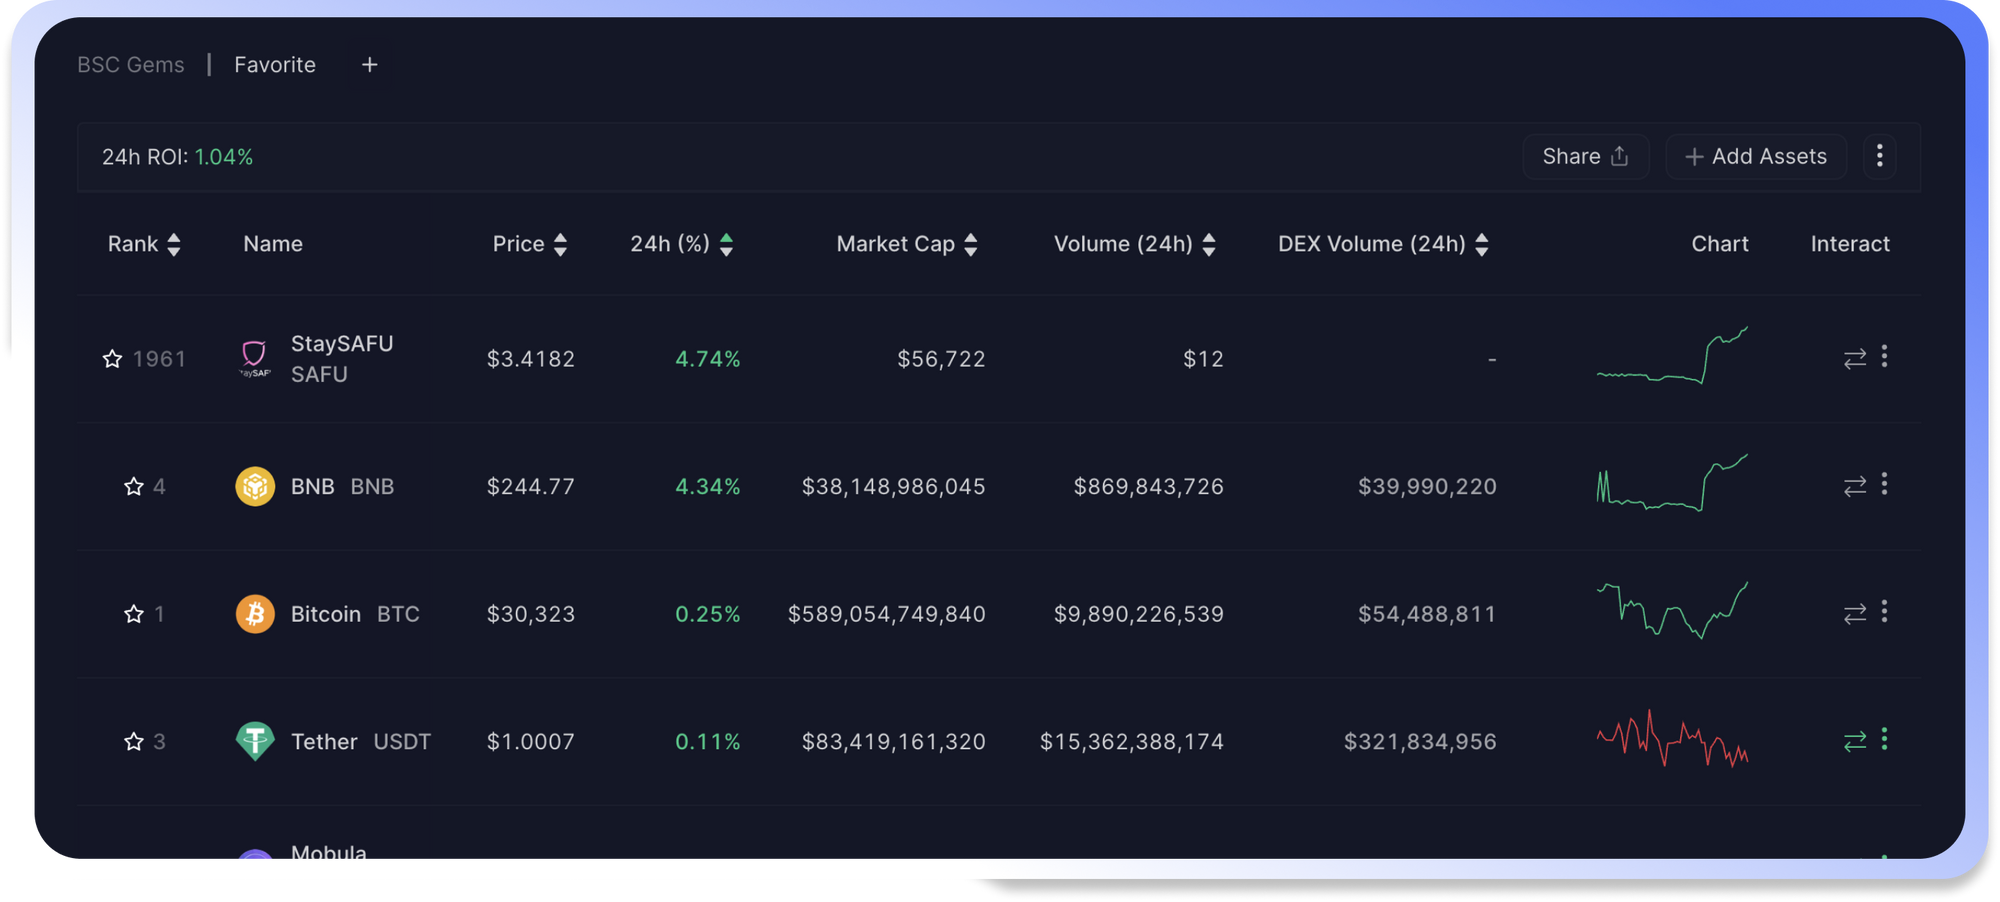 BSC Gems | Favorite +
24h ROI: 1.04% Share + Add Assets
Rank Name Price 24h (%) Market Cap Volume (24h) DEX Volume (24h) Chart Interact
StaySAFU
1961 $3.4182 4.74% $56,722 $12 -
SAFU
4 BNB BNB $244.77 4.34% $38,148,986,045 $869,843,726 $39,990,220
1 Bitcoin BTC $30,323 0.25% $589,054,749,840 $9,890,226,539 $54,488,811
3 Tether USDT $1.0007 0.11% $83,419,161,320 $15,362,388,174 $321,834,956
Mobula